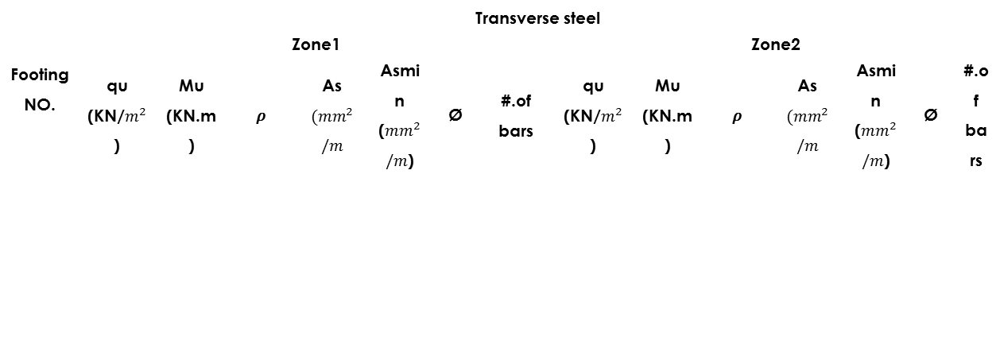 Transverse steel
Zone1 Zone2
Footing
NO.
qu
(KN/𝑚²
)
Mu
(KN.m
)
𝝆
As
(𝑚𝑚²
/𝑚
Asmi
n
(𝑚𝑚²
/𝑚)
Ø
#.of
bars
qu
(KN/𝑚²
)
Mu
(KN.m
)
𝝆
As
(𝑚𝑚²
/𝑚
Asmi
n
(𝑚𝑚²
/𝑚)
Ø
#.o
f
ba
rs